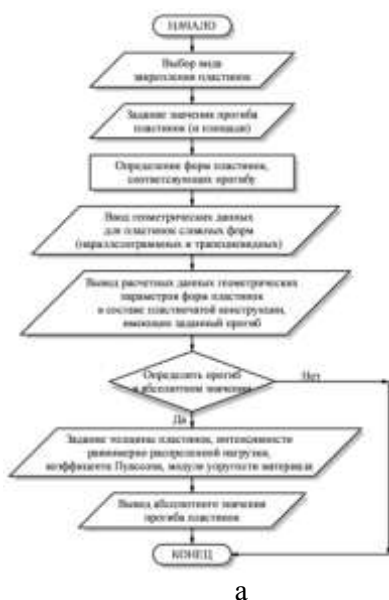 НАЧАЛО
Выбор вида
закрепления пластинок
Задание значения прогиба
пластинок (и площади)
Определение форм пластинок,
соответствующих прогибу
Ввод геометрических данных
для пластинок сложных форм
(параллелограммных и трапециевидных)
Вывод расчетных данных геометрических
параметров форм пластинок
в составе пластинчатой конструкции,
имеющих заданный прогиб
Определить прогиб
в абсолютном значении
Нет
Да
Задание толщины пластинок, интенсивности
равномерно распределенной нагрузки,
коэффициента Пуассона, модуля упругости материала
Вывод абсолютного значения
прогиба пластинок
КОНЕЦ
а